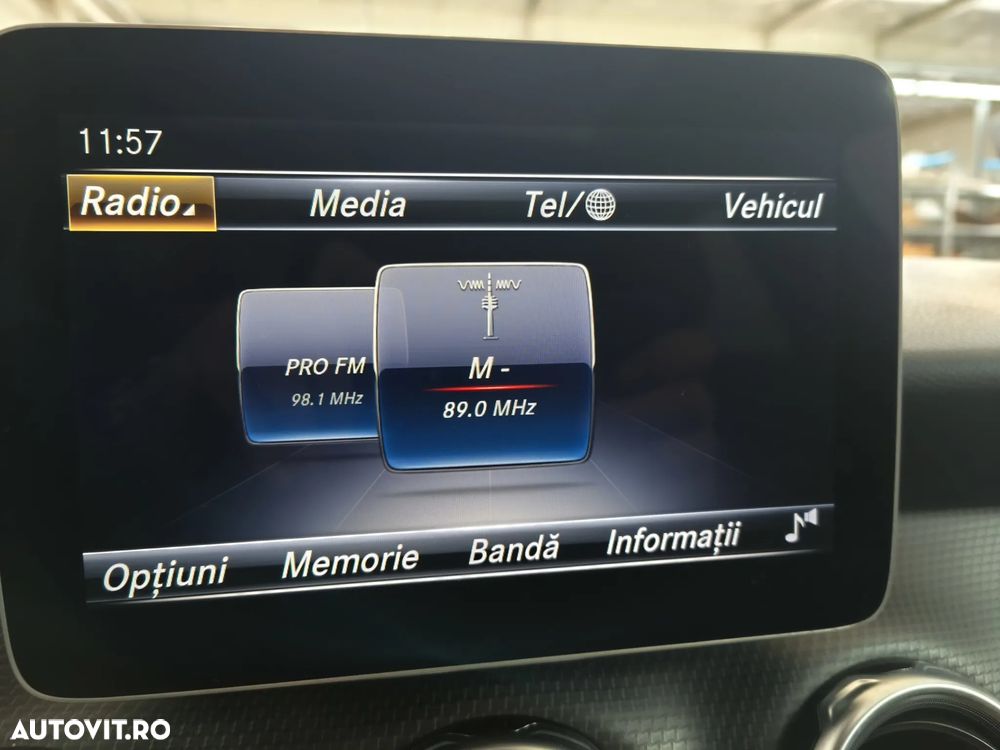 11:57
Radio Media Tel/ Vehicul
PRO FM
98.1 MHz
M -
89.0 MHz
Opțiuni Memorie Bandă Informații
AUTOVIT.RO